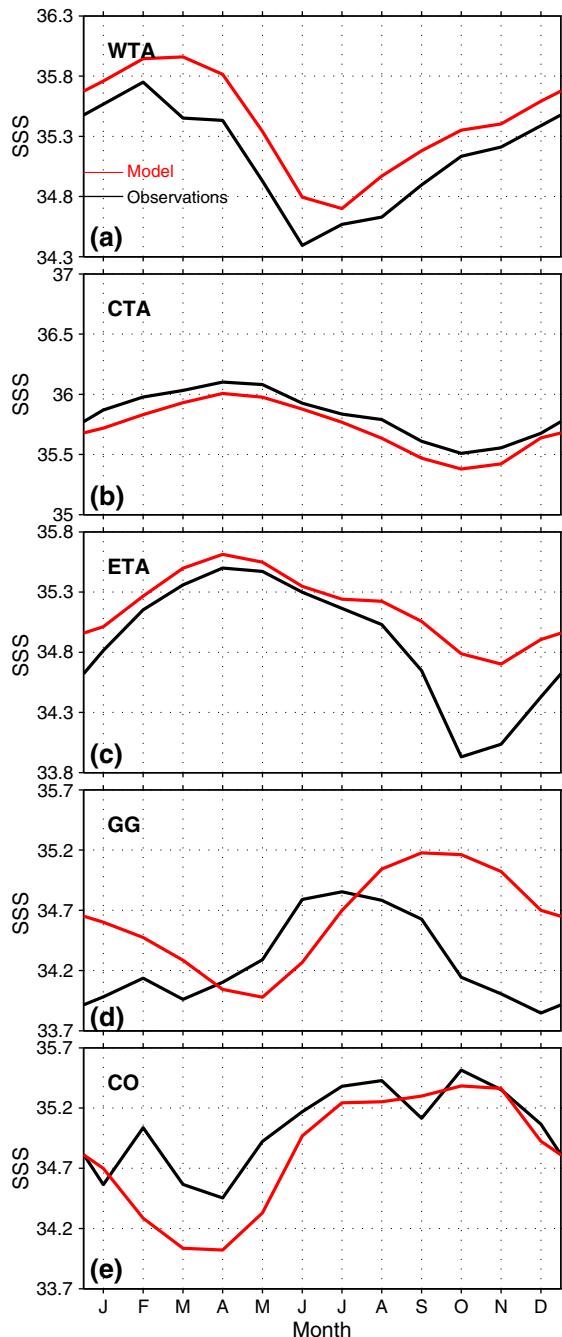 36.3
WTA
35.8
35.3
SSS
Model
34.8
Observations
(a)
34.3
37
CTA
36.5
36
SSS
35.5
(b)
35
35.8
ETA
35.3
34.8
SSS
34.3
(c)
33.8
35.7
GG
35.2
34.7
SSS
34.2
(d)
33.7
35.7
CO
35.2
34.7
SSS
34.2
(e)
33.7
J F M A M J J A S O N D
Month